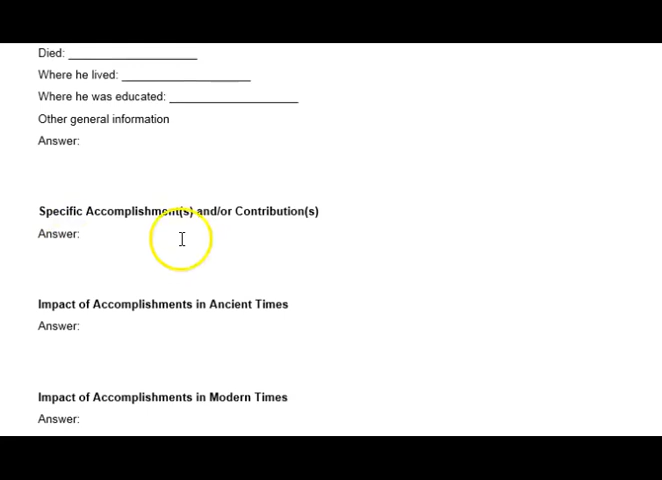 Died: ____________________
Where he lived: ____________________
Where he was educated: ____________________
Other general information
Answer:
Specific Accomplishment(s) and/or Contribution(s)
Answer:
Impact of Accomplishments in Ancient Times
Answer:
Impact of Accomplishments in Modern Times
Answer: